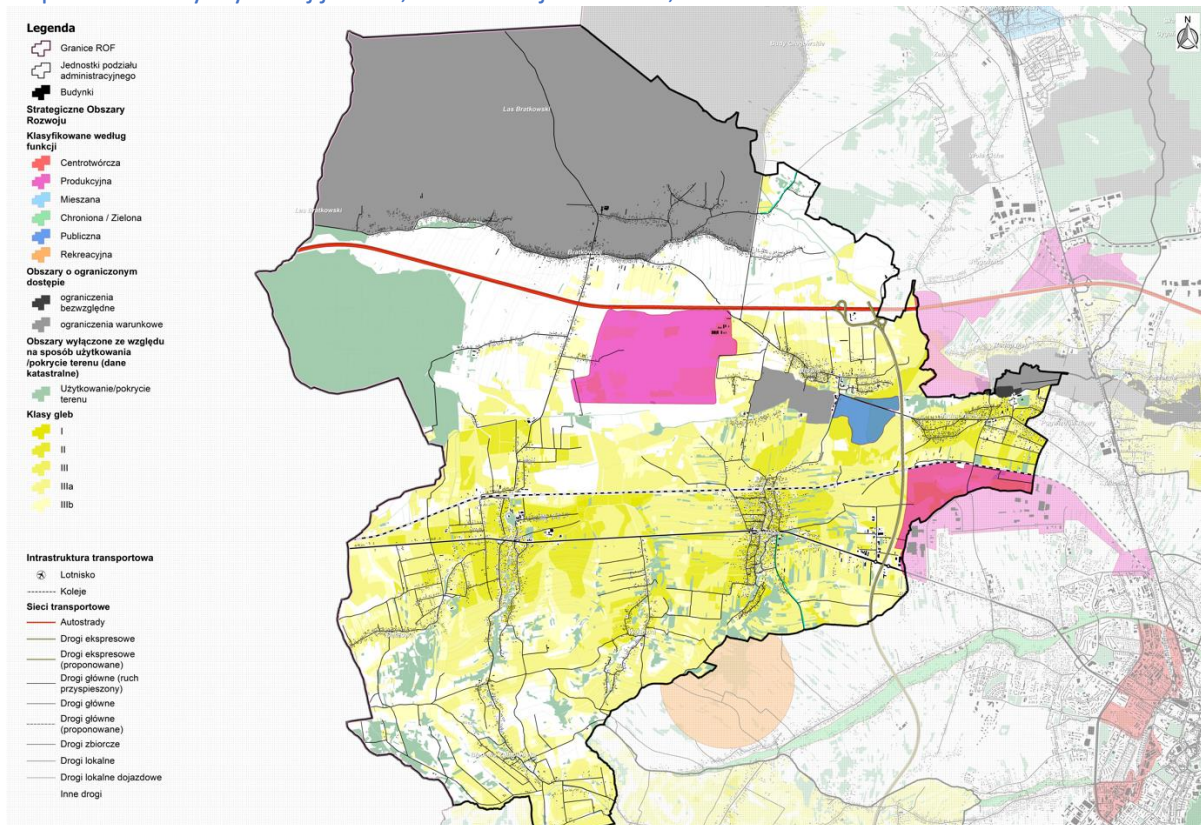 Legenda
Granice ROF
Jednostki podziału
administracyjnego
Budynki
Strategiczne Obszary
Rozwoju
Klasyfikowane według
funkcji
Centrotwórcza
Produkcyjna
Mieszana
Chroniona / Zielona
Publiczna
Rekreacyjna
Obszary o ograniczonym
dostępie
ograniczenia
bezwzględne
ograniczenia warunkowe
Obszary wyłączone ze względu
na sposób użytkowania
/pokrycie terenu (dane
katastralne)
Użytkowanie/pokrycie
terenu
Klasy gleb
I
II
III
IIIa
IIIb
Intrastruktura transportowa
Lotnisko
Koleje
Sieci transportowe
Autostrady
Drogi ekspresowe
Drogi ekspresowe
(proponowane)
Drogi główne (ruch
przyspieszony)
Drogi główne
Drogi główne
(proponowane)
Drogi zbiorcze
Drogi lokalne
Drogi lokalne dojazdowe
Inne drogi
N
Las Bratkowski
Las Bratkowski